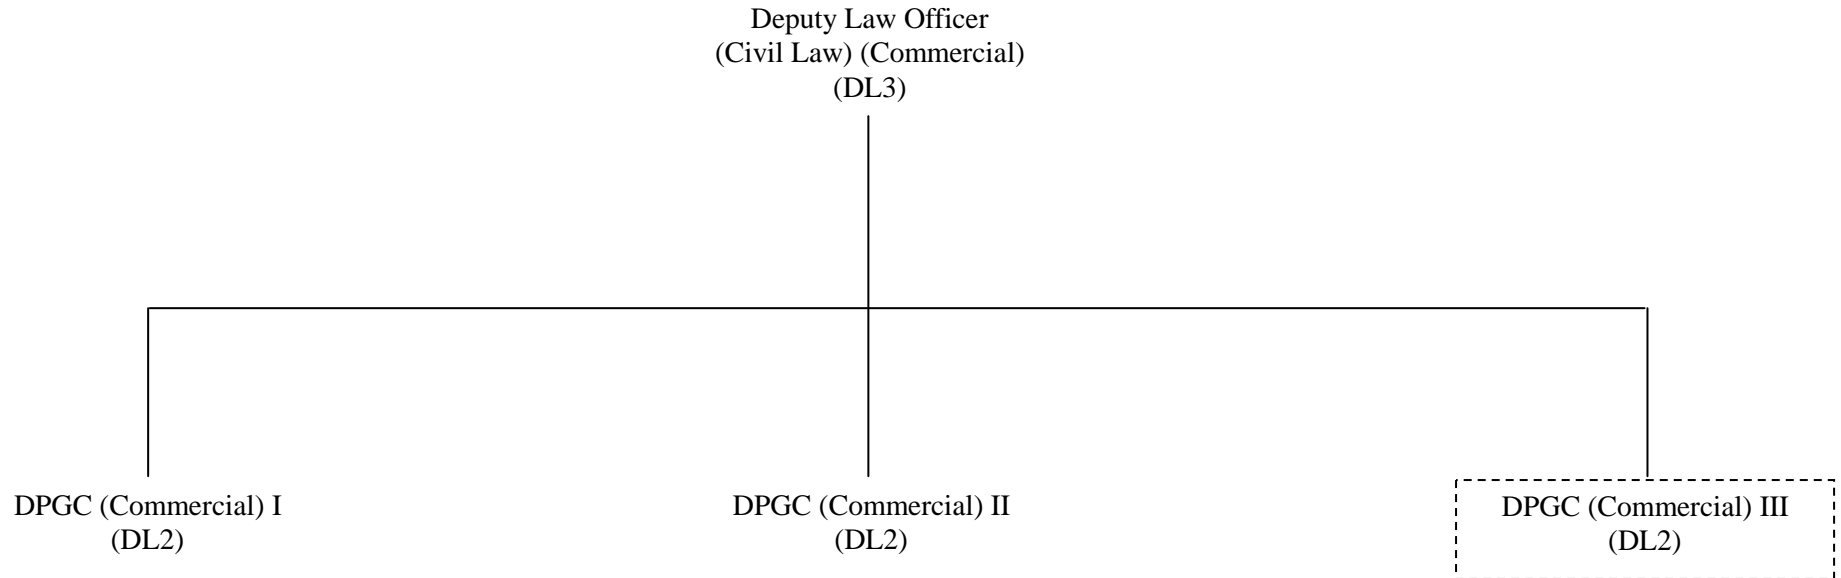 Deputy Law Officer
(Civil Law) (Commercial)
(DL3)
DPGC (Commercial) I
(DL2)
DPGC (Commercial) II
(DL2)
DPGC (Commercial) III
(DL2)